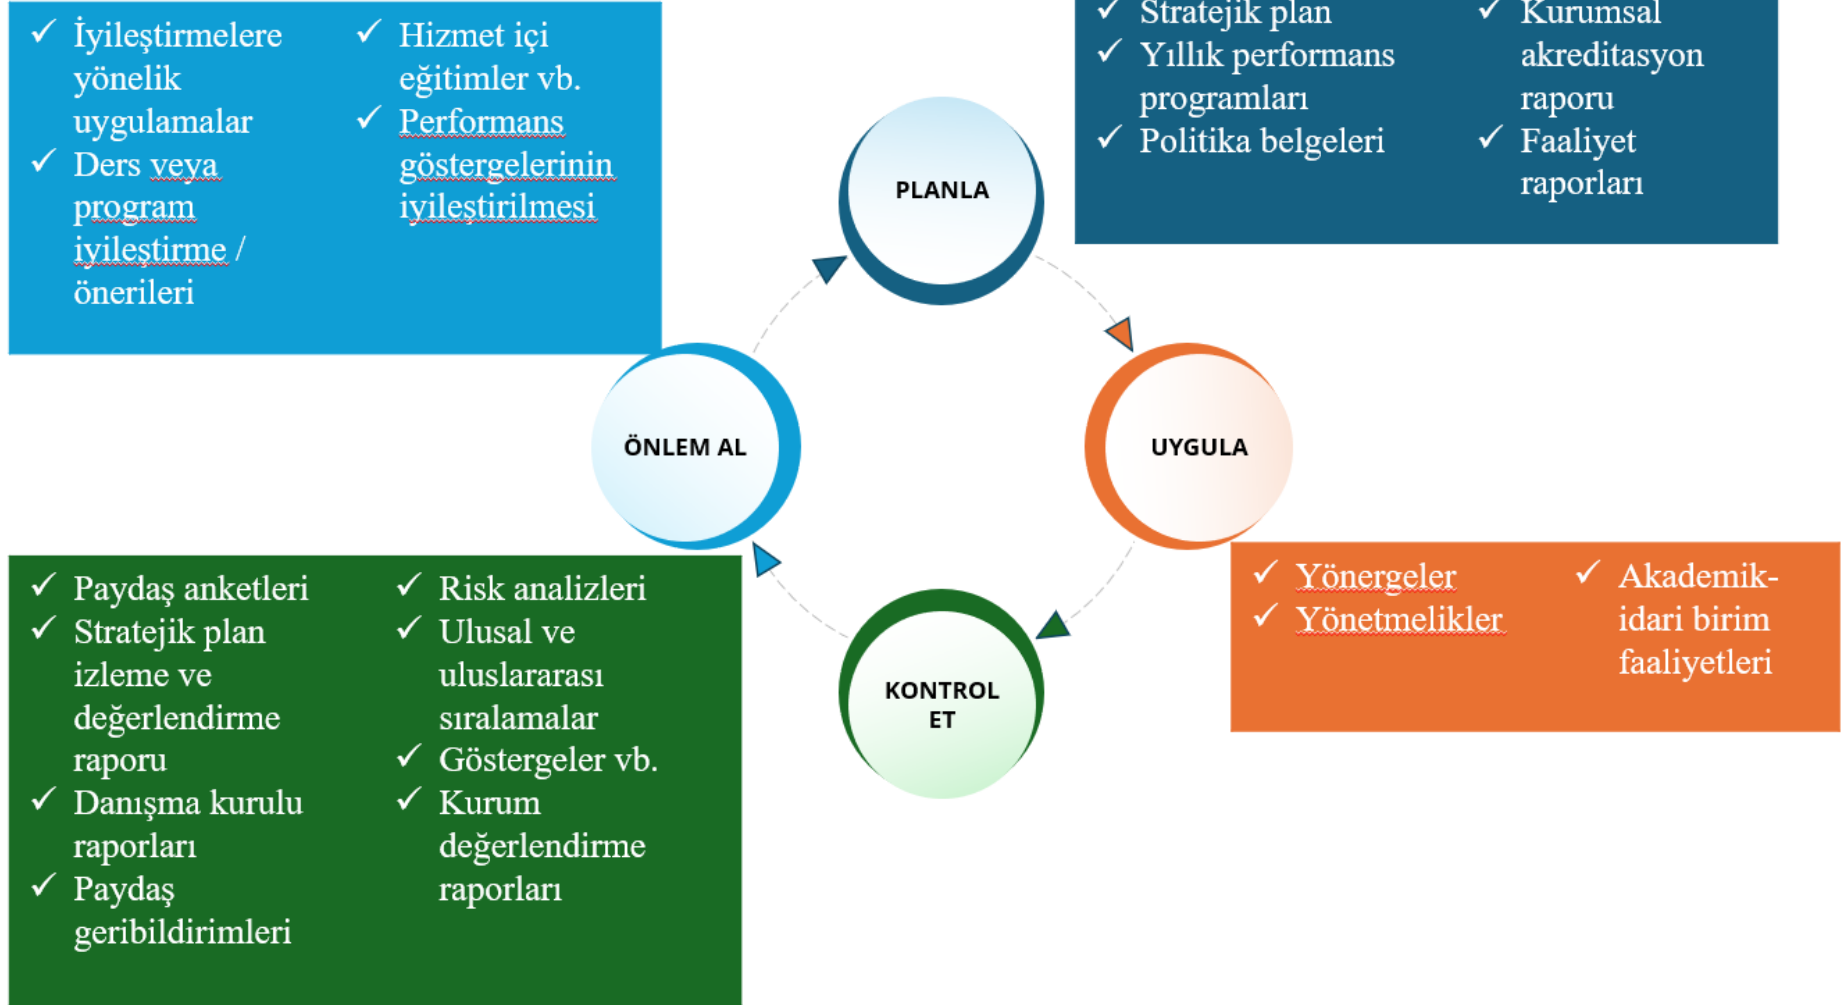 ✓ İyileştirmelere
yönelik
uygulamalar
✓ Ders veya
program
iyileştirme /
önerileri
✓ Hizmet içi
eğitimler vb.
✓ Performans
göstergelerinin
iyileştirilmesi
✓ Stratejik plan
✓ Yıllık performans
programları
✓ Politika belgeleri
✓ Kurumsal
akreditasyon
raporu
✓ Faaliyet
raporları
PLANLA
ÖNLEM AL
UYGULA
KONTROL
ET
✓ Paydaş anketleri
✓ Stratejik plan
izleme ve
değerlendirme
raporu
✓ Danışma kurulu
raporları
✓ Paydaş
geribildirimleri
✓ Risk analizleri
✓ Ulusal ve
uluslararası
sıralamalar
✓ Göstergeler vb.
✓ Kurum
değerlendirme
raporları
✓ Yönergeler
✓ Yönetmelikler
✓ Akademik-
idari birim
faaliyetleri